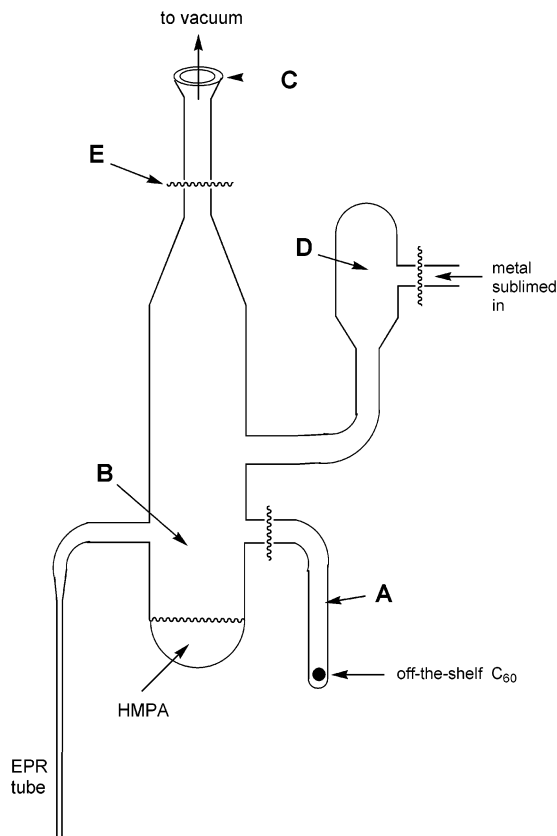 to vacuum
C
E
D
metal
sublimed
in
B
A
off-the-shelf C₆₀
HMPA
EPR
tube